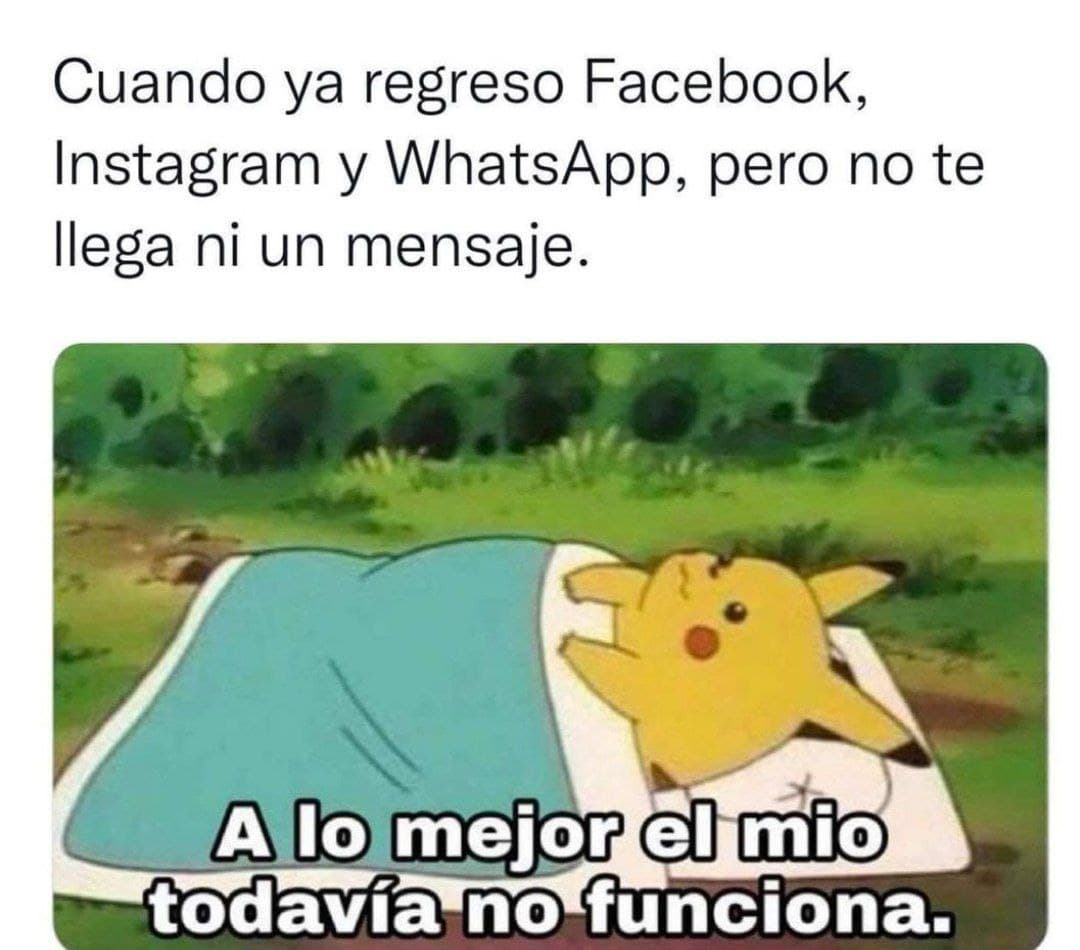 Cuando ya regreso Facebook,
Instagram y WhatsApp, pero no te
llega ni un mensaje.
A lo mejor el mio
todavía no funciona.